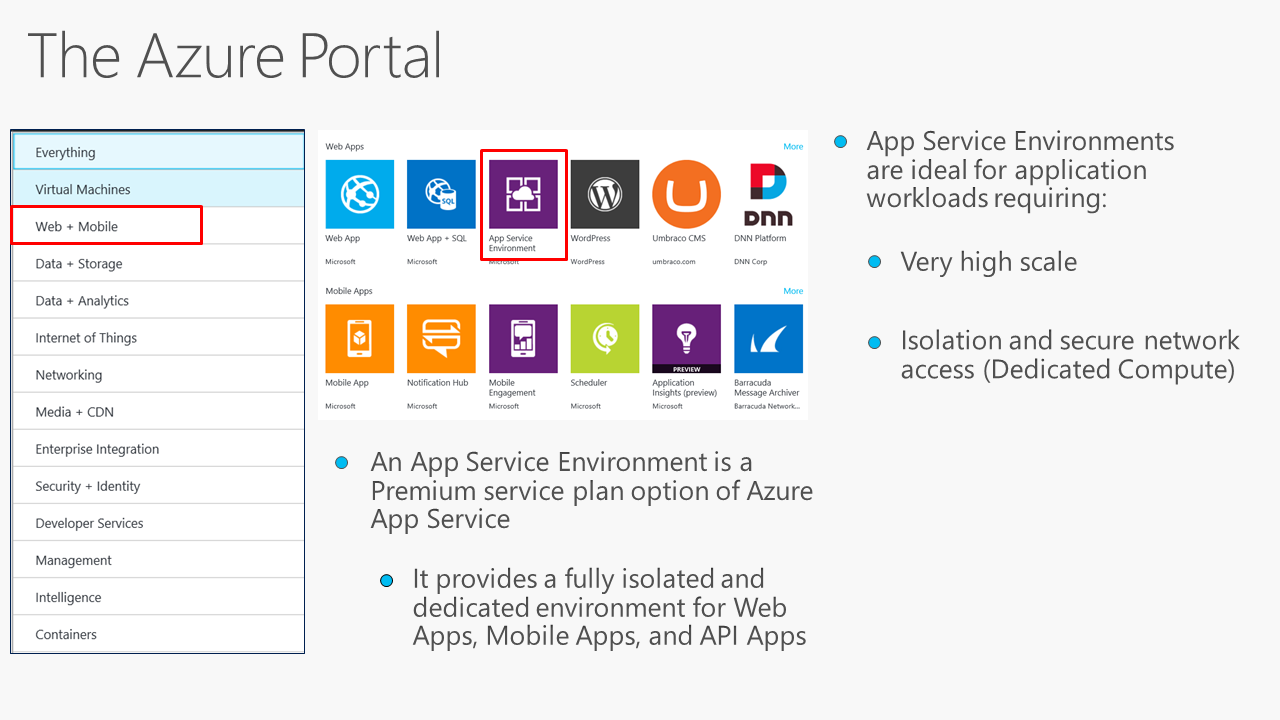 The Azure Portal
Everything
Virtual Machines
Web + Mobile
Data + Storage
Data + Analytics
Internet of Things
Networking
Media + CDN
Enterprise Integration
Security + Identity
Developer Services
Management
Intelligence
Containers
Web Apps
More
SQL
DNN
Web App
Web App + SQL
App Service
Environment
WordPress
Umbraco CMS
DNN Platform
Microsoft
Microsoft
Microsoft
WordPress
umbraco.com
DNN Corp
Mobile Apps
More
PREVIEW
Mobile App
Notification Hub
Mobile
Engagement
Scheduler
Application
Insights (preview)
Barracuda
Message Archiver
Microsoft
Microsoft
Microsoft
Microsoft
Microsoft
Barracuda Network...
An App Service Environment is a
Premium service plan option of Azure
App Service
It provides a fully isolated and
dedicated environment for Web
Apps, Mobile Apps, and API Apps
App Service Environments
are ideal for application
workloads requiring:
Very high scale
Isolation and secure network
access (Dedicated Compute)